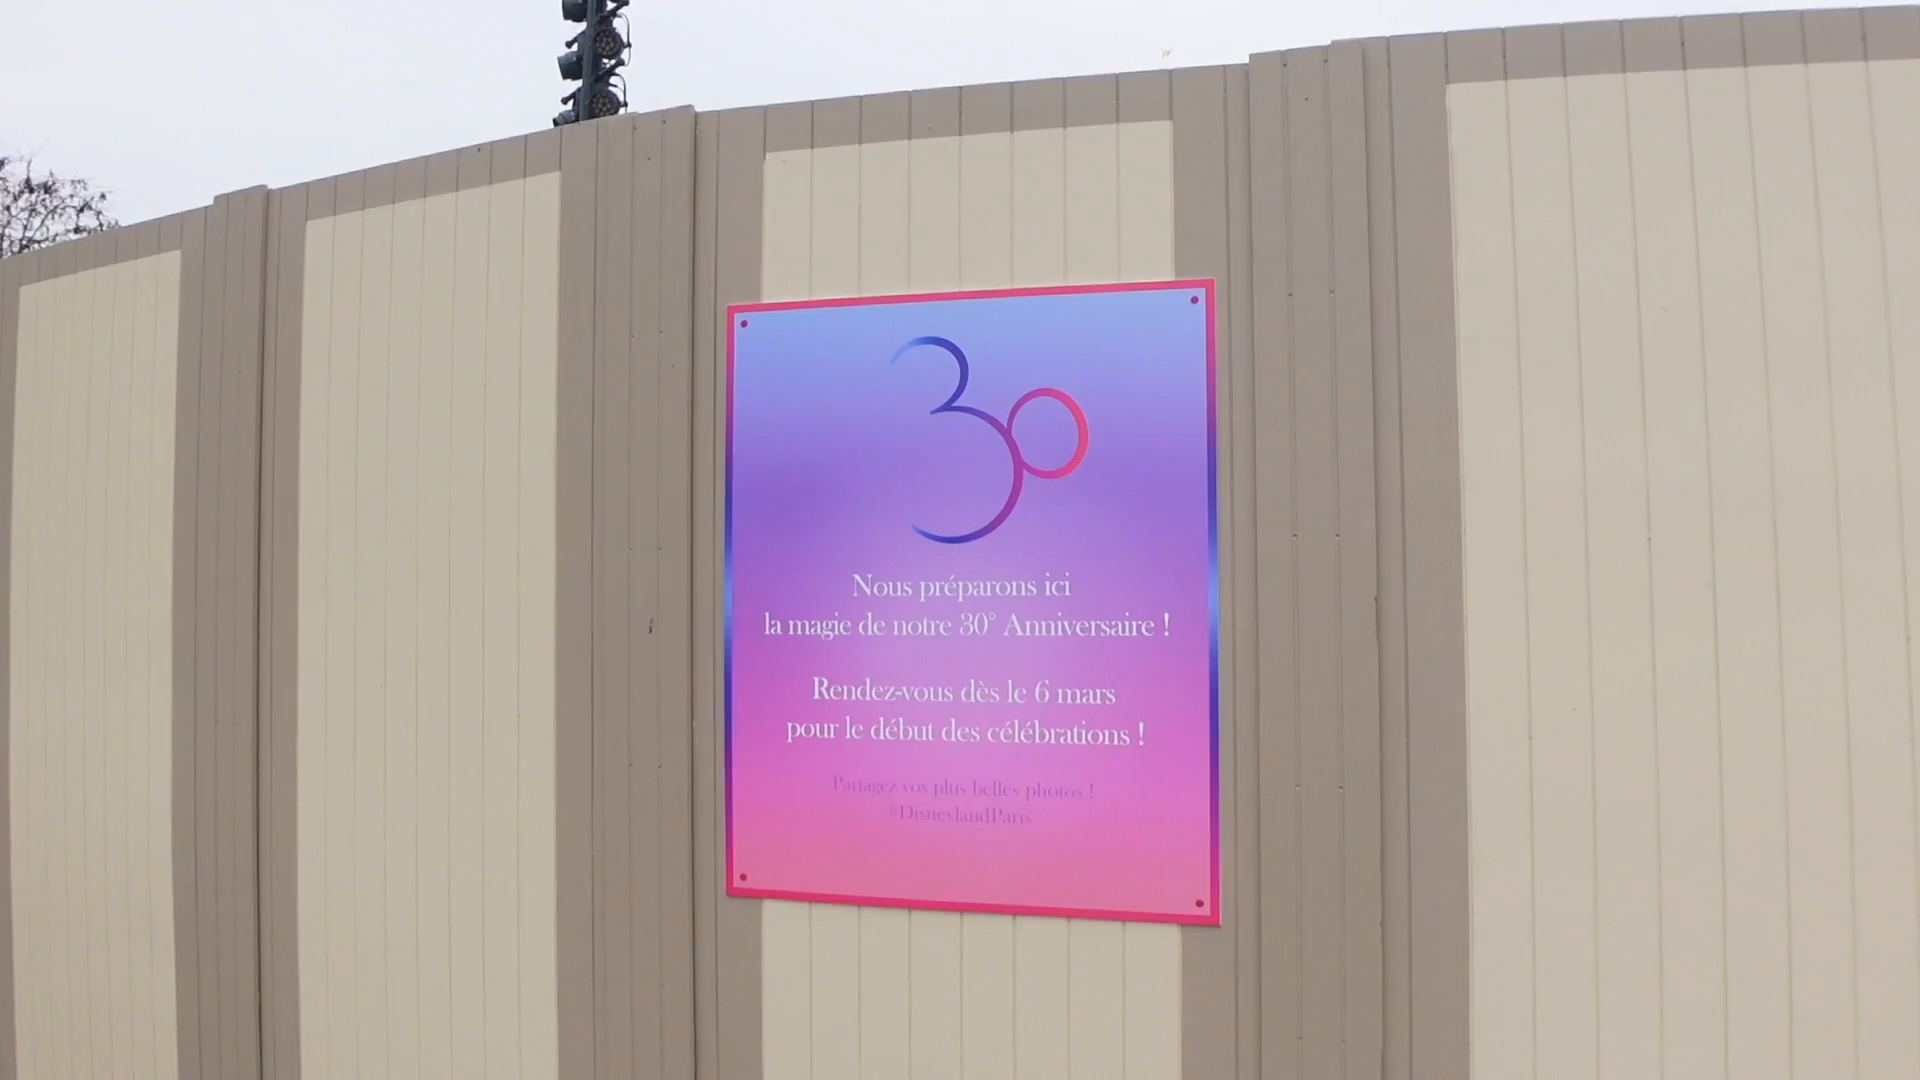 30
Nous préparons ici
la magie de notre 30° Anniversaire !
Rendez-vous dès le 6 mars
pour le début des célébrations !
Partagez vos plus belles photos !
#DisneylandParis